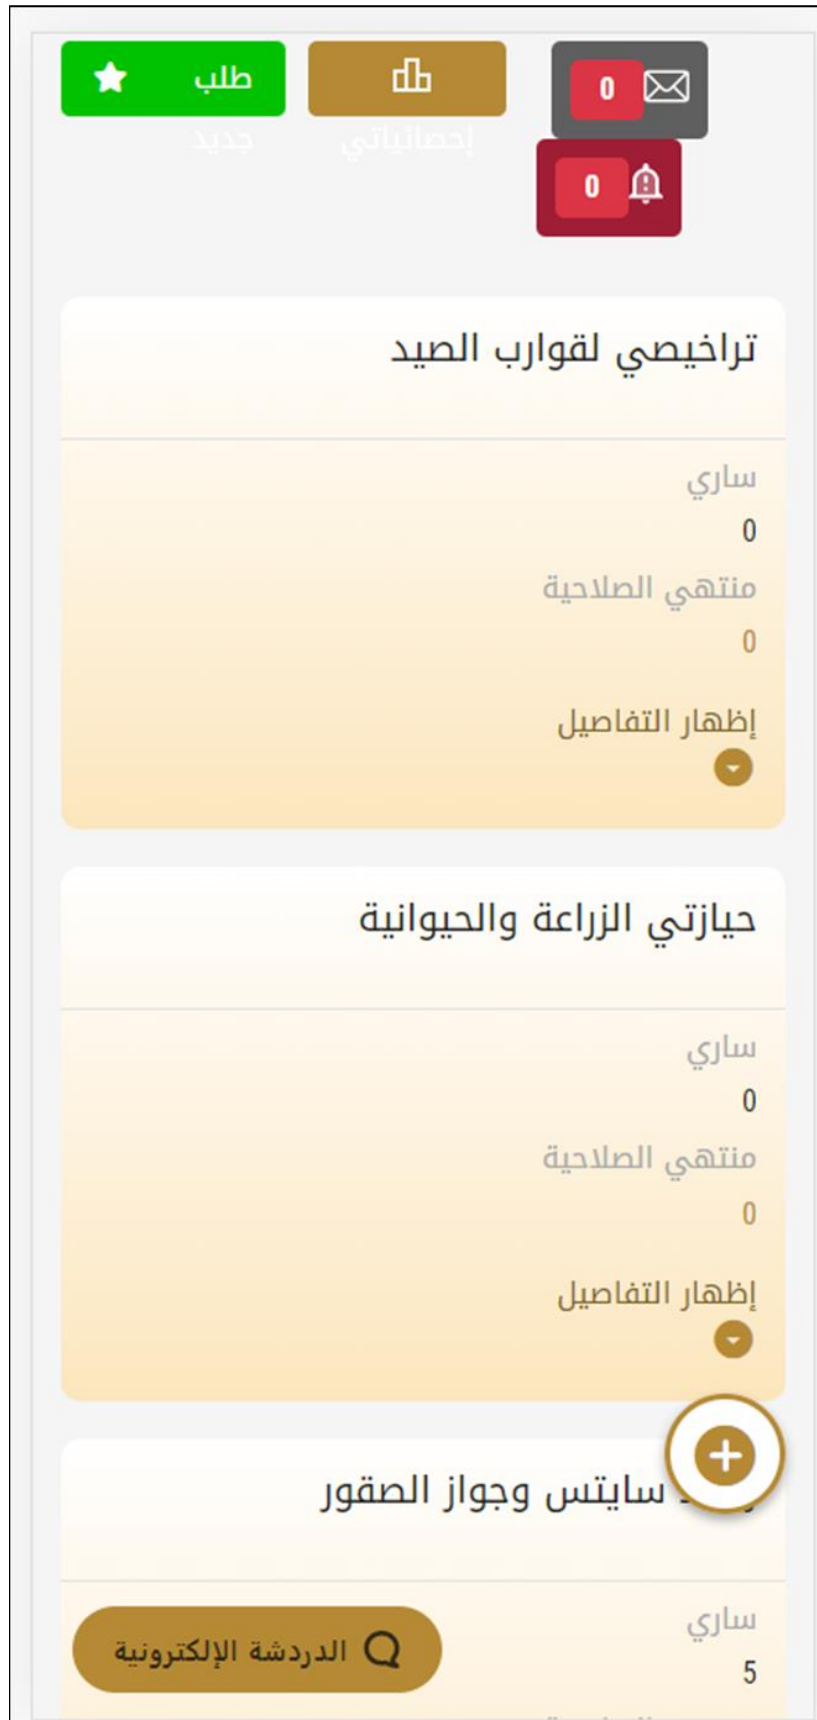 0
إحصائياتي
طلب
جديد
0
تراخيصي لقوارب الصيد
ساري
0
منتهي الصلاحية
0
إظهار التفاصيل
حيازتي الزراعة والحيوانية
ساري
0
منتهي الصلاحية
0
إظهار التفاصيل
سايتس وجواز الصقور
ساري
5
الدردشة الإلكترونية